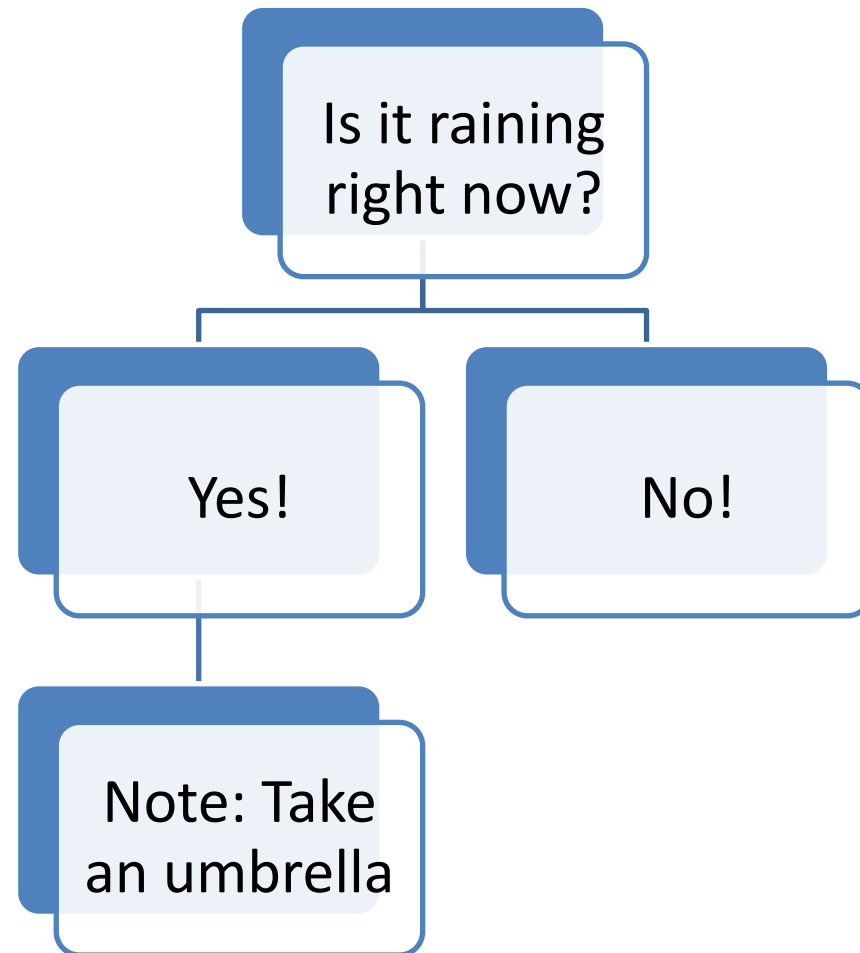 Is it raining
right now?
Yes!
No!
Note: Take
an umbrella